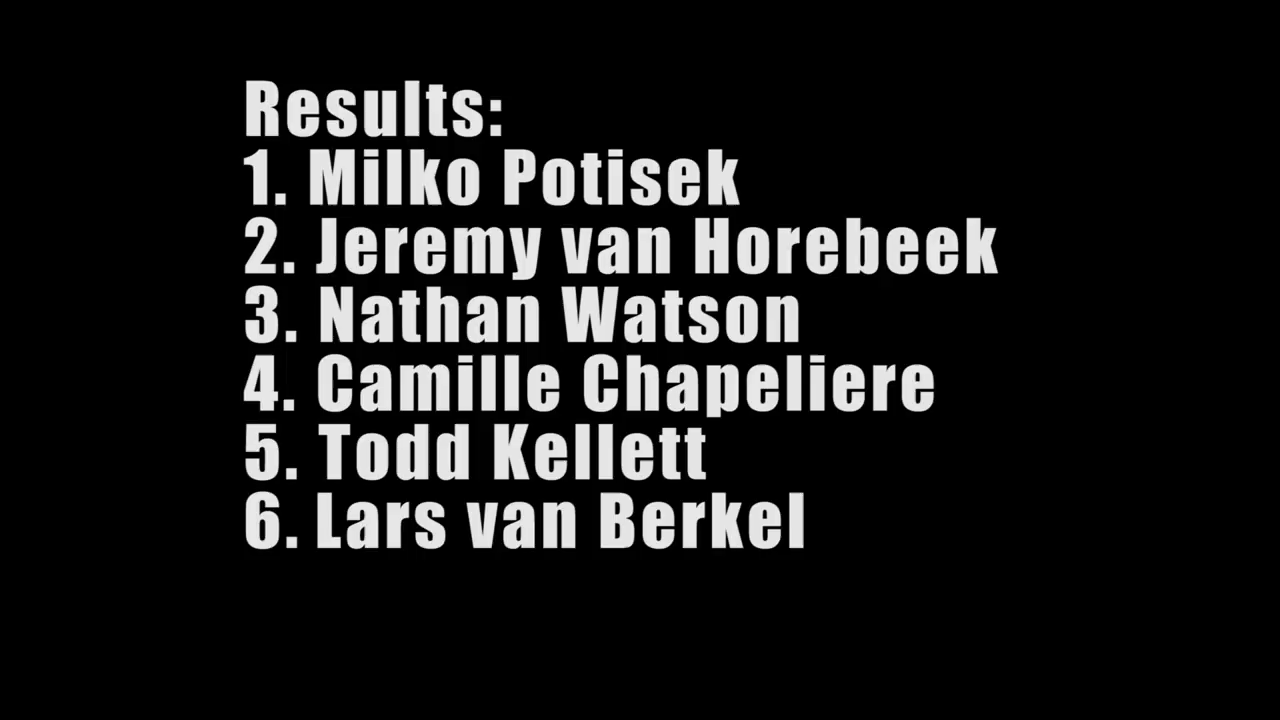 Results:
1. Milko Potisek
2. Jeremy van Horebeek
3. Nathan Watson
4. Camille Chapeliere
5. Todd Kellett
6. Lars van Berkel